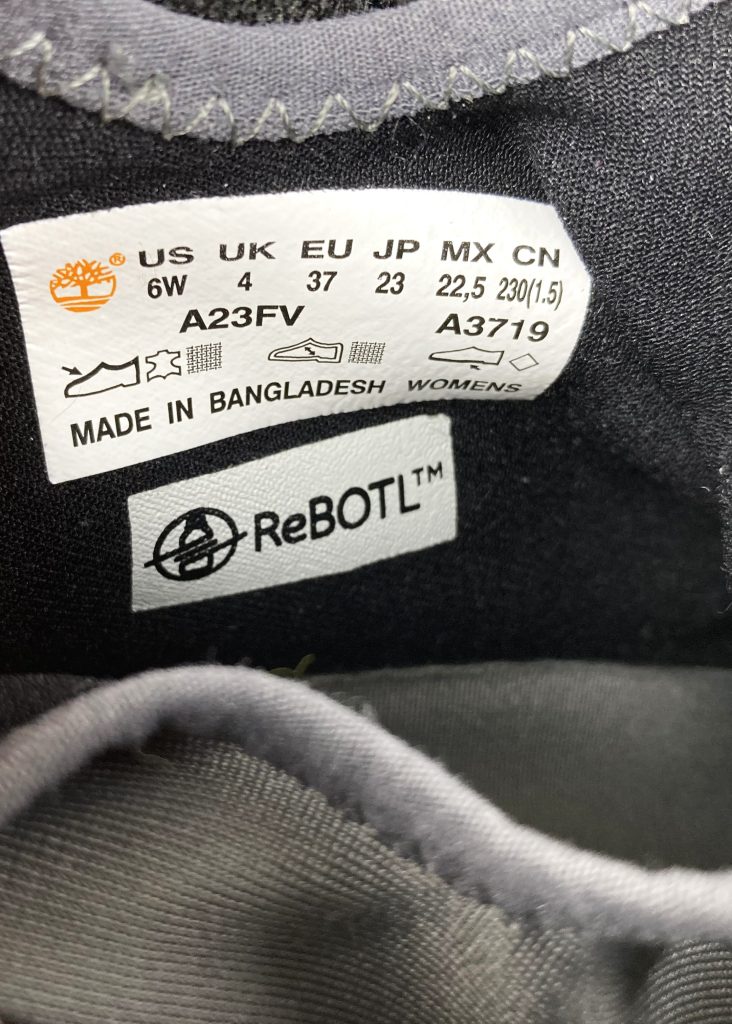 ® US UK EU JP MX CN
6W 4 37 23 22,5 230(1.5)
A23FV A3719
MADE IN BANGLADESH WOMENS
ReBOTL™